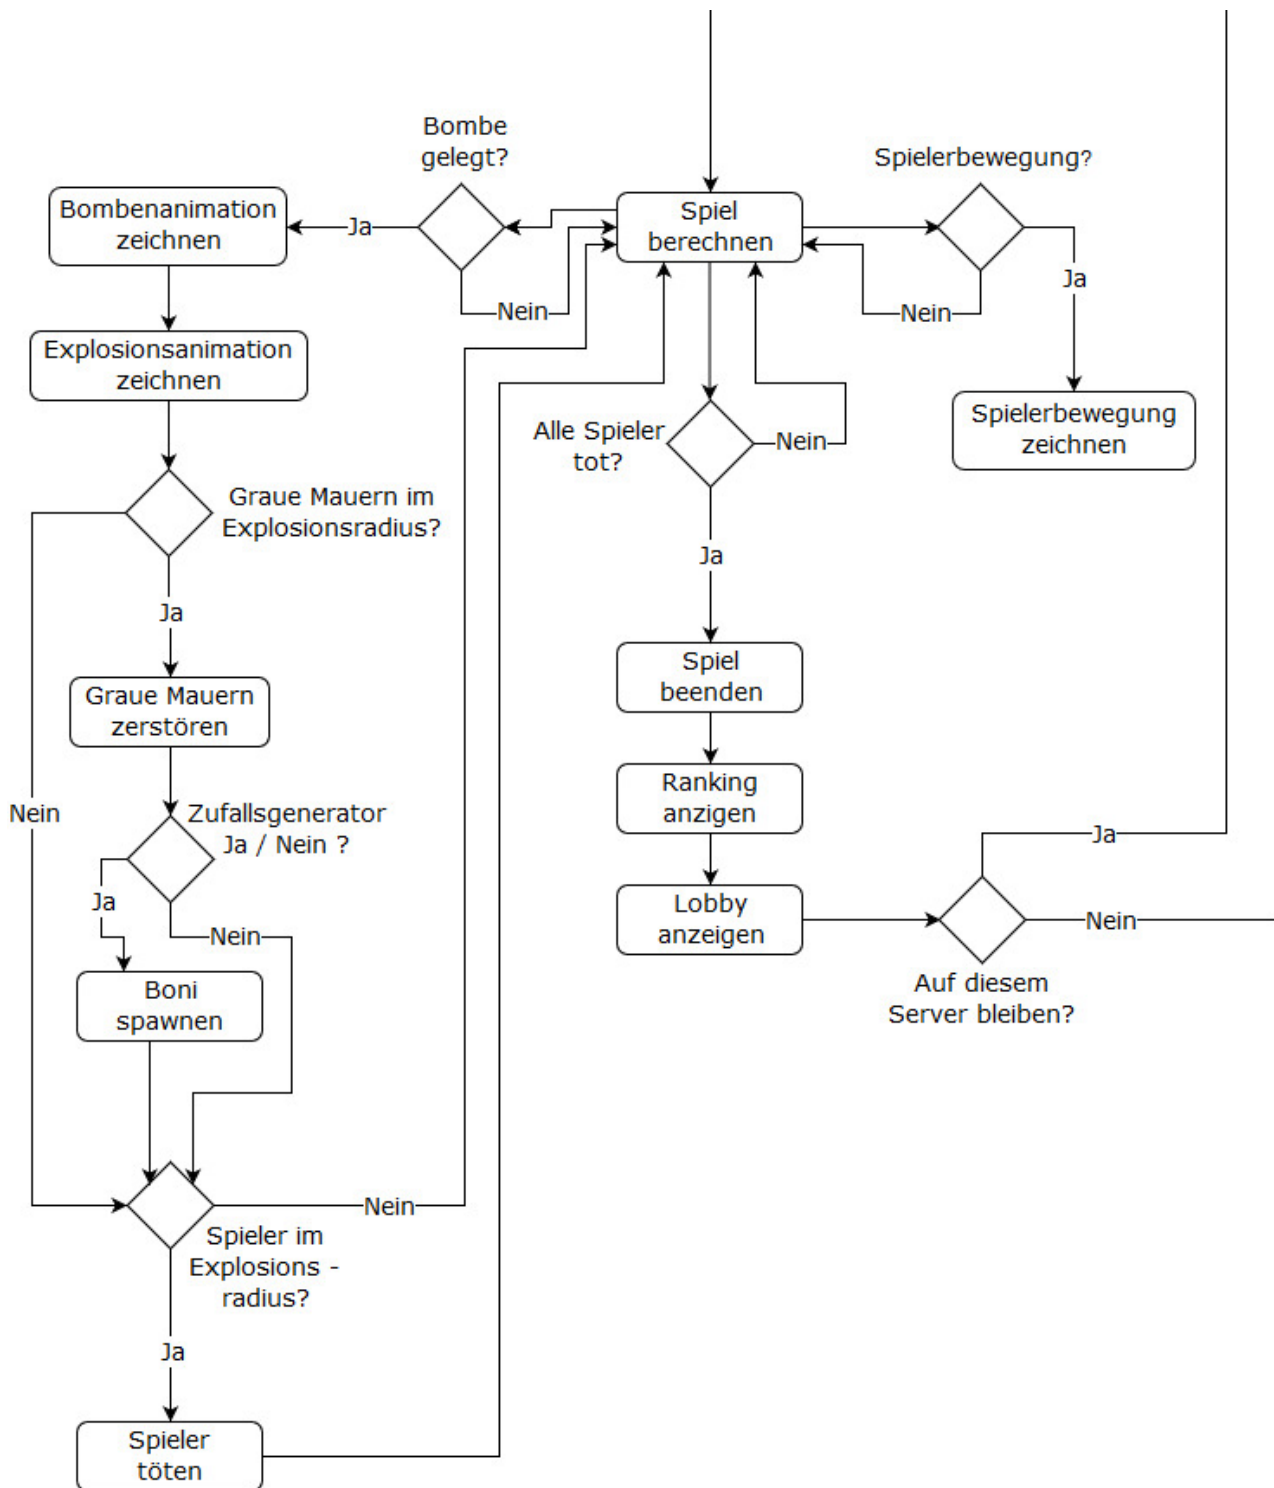 Bombe
gelegt?
Spielerbewegung?
Bombenanimation
zeichnen
Ja
Spiel
berechnen
Ja
Nein
Nein
Explosionsanimation
zeichnen
Spielerbewegung
zeichnen
Alle Spieler
tot?
Nein
Graue Mauern im
Explosionsradius?
Ja
Ja
Spiel
beenden
Graue Mauern
zerstören
Ranking
anzigen
Nein
Zufallsgenerator
Ja / Nein ?
Ja
Ja
Lobby
anzeigen
Nein
Nein
Auf diesem
Server bleiben?
Boni
spawnen
Nein
Spieler im
Explosions -
radius?
Ja
Spieler
töten